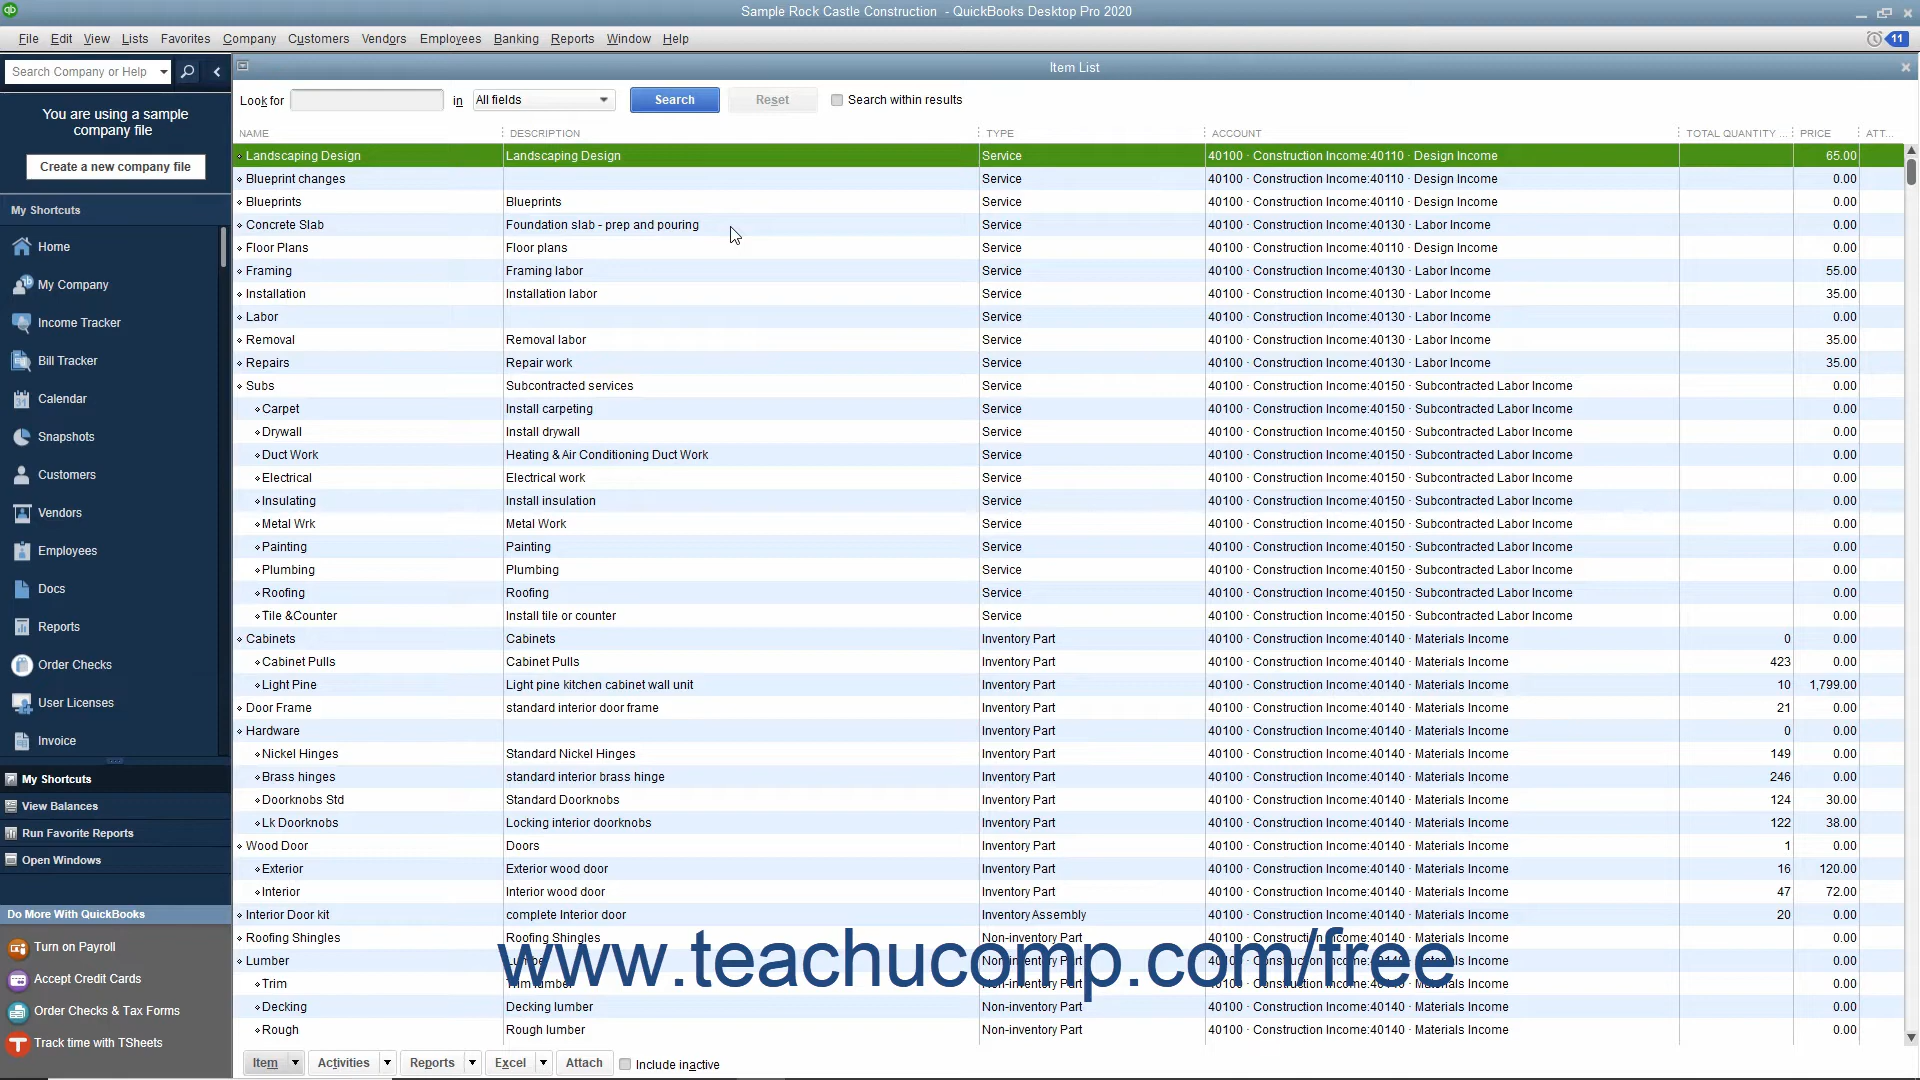 Sample Rock Castle Construction - QuickBooks Desktop Pro 2020
File Edit View Lists Favorites Company Customers Vendors Employees Banking Reports Window Help
11
Search Company or Help
You are using a sample
company file
Create a new company file
My Shortcuts
Home
My Company
Income Tracker
Bill Tracker
Calendar
Snapshots
Customers
Vendors
Employees
Docs
Reports
Order Checks
User Licenses
Invoice
My Shortcuts
View Balances
Run Favorite Reports
Open Windows
Do More With QuickBooks
Turn on Payroll
Accept Credit Cards
Order Checks & Tax Forms
Track time with TSheets
Item List
Look for in All fields Search Reset Search within results
NAME DESCRIPTION TYPE ACCOUNT TOTAL QUANTITY ... PRICE ATT...
Landscaping Design Landscaping Design Service 40100 · Construction Income:40110 · Design Income 65.00
Blueprint changes Service 40100 · Construction Income:40110 · Design Income 0.00
Blueprints Blueprints Service 40100 · Construction Income:40110 · Design Income 0.00
Concrete Slab Foundation slab - prep and pouring Service 40100 · Construction Income:40130 · Labor Income 0.00
Floor Plans Floor plans Service 40100 · Construction Income:40110 · Design Income 0.00
Framing Framing labor Service 40100 · Construction Income:40130 · Labor Income 55.00
Installation Installation labor Service 40100 · Construction Income:40130 · Labor Income 35.00
Labor Service 40100 · Construction Income:40130 · Labor Income 0.00
Removal Removal labor Service 40100 · Construction Income:40130 · Labor Income 35.00
Repairs Repair work Service 40100 · Construction Income:40130 · Labor Income 35.00
Subs Subcontracted services Service 40100 · Construction Income:40150 · Subcontracted Labor Income 0.00
Carpet Install carpeting Service 40100 · Construction Income:40150 · Subcontracted Labor Income 0.00
Drywall Install drywall Service 40100 · Construction Income:40150 · Subcontracted Labor Income 0.00
Duct Work Heating & Air Conditioning Duct Work Service 40100 · Construction Income:40150 · Subcontracted Labor Income 0.00
Electrical Electrical work Service 40100 · Construction Income:40150 · Subcontracted Labor Income 0.00
Insulating Install insulation Service 40100 · Construction Income:40150 · Subcontracted Labor Income 0.00
Metal Wrk Metal Work Service 40100 · Construction Income:40150 · Subcontracted Labor Income 0.00
Painting Painting Service 40100 · Construction Income:40150 · Subcontracted Labor Income 0.00
Plumbing Plumbing Service 40100 · Construction Income:40150 · Subcontracted Labor Income 0.00
Roofing Roofing Service 40100 · Construction Income:40150 · Subcontracted Labor Income 0.00
Tile &Counter Install tile or counter Service 40100 · Construction Income:40150 · Subcontracted Labor Income 0.00
Cabinets Cabinets Inventory Part 40100 · Construction Income:40140 · Materials Income 0 0.00
Cabinet Pulls Cabinet Pulls Inventory Part 40100 · Construction Income:40140 · Materials Income 423 0.00
Light Pine Light pine kitchen cabinet wall unit Inventory Part 40100 · Construction Income:40140 · Materials Income 10 1,799.00
Door Frame standard interior door frame Inventory Part 40100 · Construction Income:40140 · Materials Income 21 0.00
Hardware Inventory Part 40100 · Construction Income:40140 · Materials Income 0 0.00
Nickel Hinges Standard Nickel Hinges Inventory Part 40100 · Construction Income:40140 · Materials Income 149 0.00
Brass hinges standard interior brass hinge Inventory Part 40100 · Construction Income:40140 · Materials Income 246 0.00
Doorknobs Std Standard Doorknobs Inventory Part 40100 · Construction Income:40140 · Materials Income 124 30.00
Lk Doorknobs Locking interior doorknobs Inventory Part 40100 · Construction Income:40140 · Materials Income 122 38.00
Wood Door Doors Inventory Part 40100 · Construction Income:40140 · Materials Income 1 0.00
Exterior Exterior wood door Inventory Part 40100 · Construction Income:40140 · Materials Income 16 120.00
Interior Interior wood door Inventory Part 40100 · Construction Income:40140 · Materials Income 47 72.00
Interior Door kit complete Interior door Inventory Assembly 40100 · Construction Income:40140 · Materials Income 20 0.00
Roofing Shingles Roofing Shingles Non-inventory Part 40100 · Construction Income:40140 · Materials Income 0.00
Lumber Lumber Non-inventory Part 40100 · Construction Income:40140 · Materials Income 0.00
Trim Trim lumber Non-inventory Part 40100 · Construction Income:40140 · Materials Income 0.00
Decking Decking lumber Non-inventory Part 40100 · Construction Income:40140 · Materials Income 0.00
Rough Rough lumber Non-inventory Part 40100 · Construction Income:40140 · Materials Income 0.00
www.teachucomp.com/free
Item Activities Reports Excel Attach Include inactive